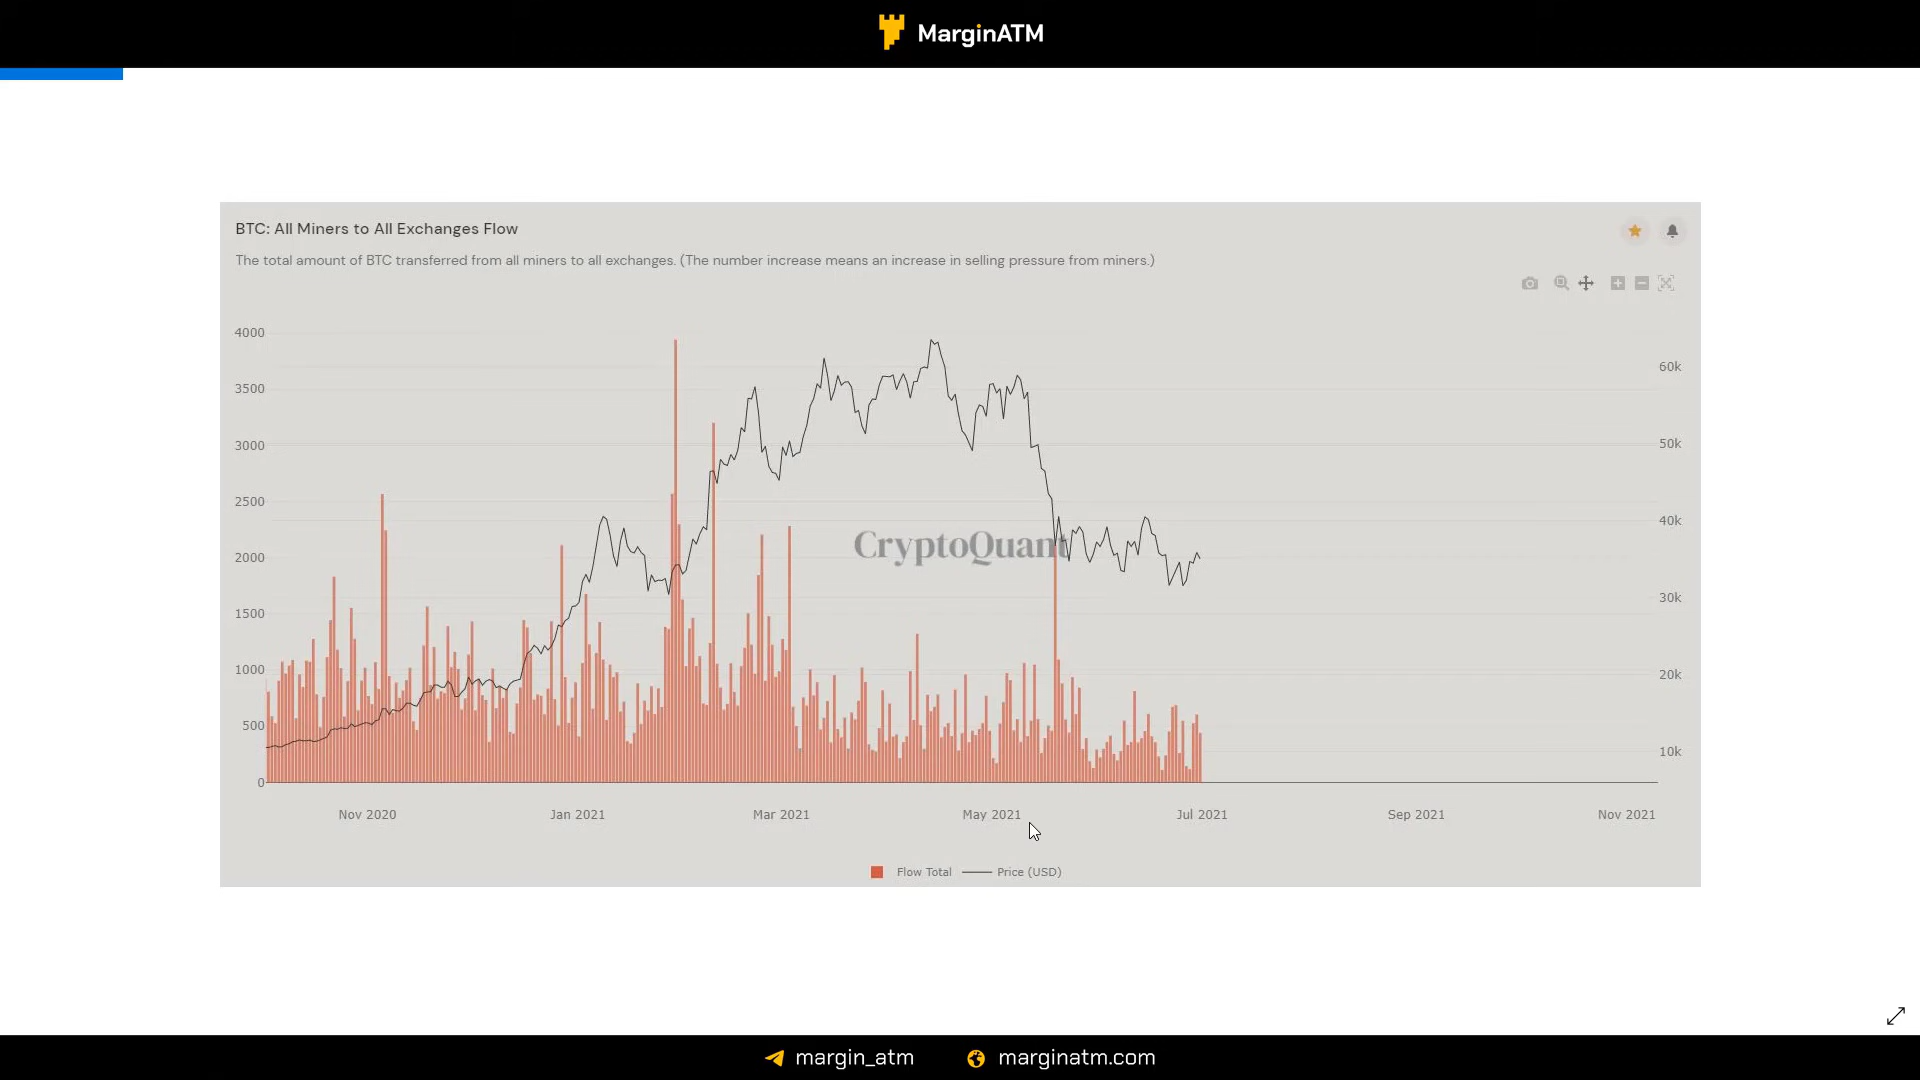 MarginATM
BTC: All Miners to All Exchanges Flow
The total amount of BTC transferred from all miners to all exchanges. (The number increase means an increase in selling pressure from miners.)
4000
3500
3000
2500
2000
1500
1000
500
0
60k
50k
40k
30k
20k
10k
CryptoQuant
Nov 2020 Jan 2021 Mar 2021 May 2021 Jul 2021 Sep 2021 Nov 2021
Flow Total Price (USD)
margin_atm marginatm.com